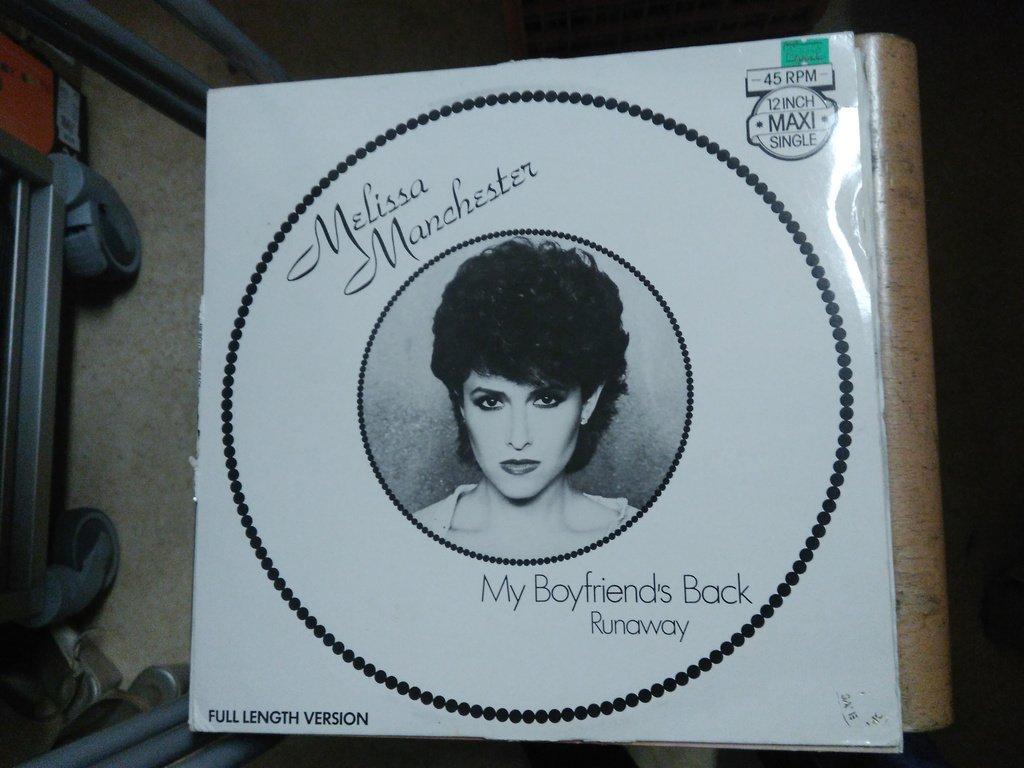 45 RPM
12 INCH
* MAXI *
SINGLE
Melissa
Manchester
My Boyfriend's Back
Runaway
FULL LENGTH VERSION